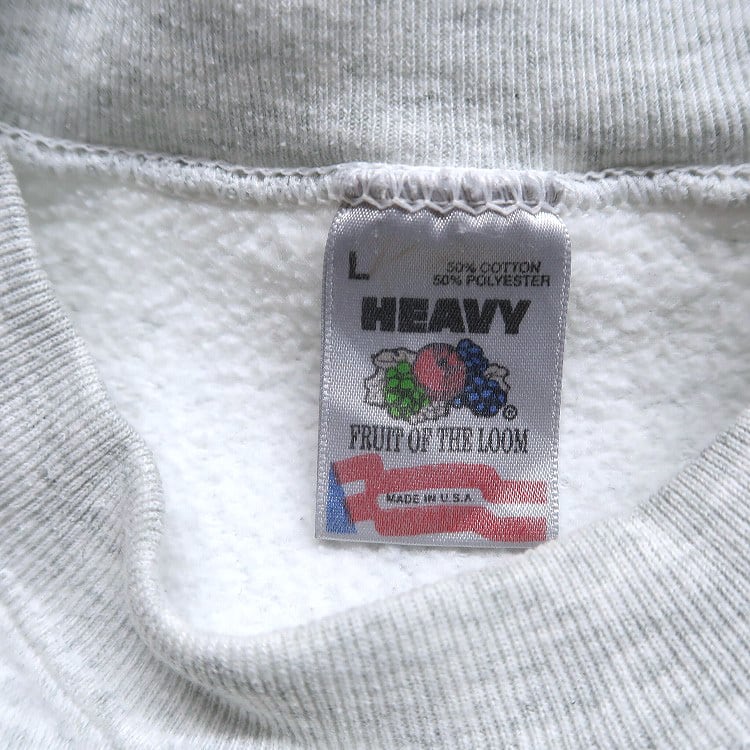 L
50% COTTON
50% POLYESTER
HEAVY
®
FRUIT OF THE LOOM
MADE IN U.S.A.